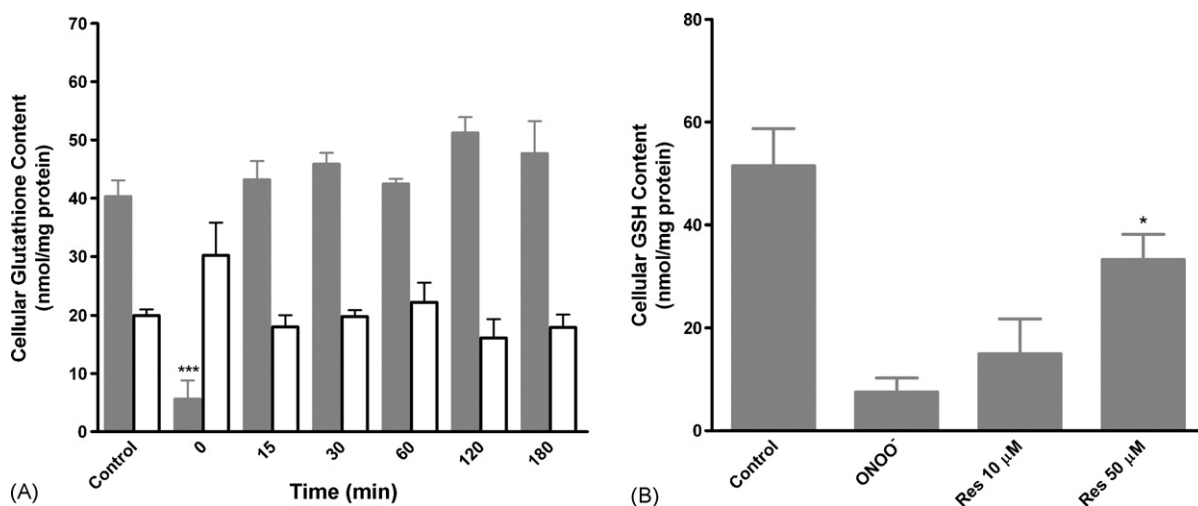 Cellular Glutathione Content
(nmol/mg protein)
70
60
50
40
30
20
10
0
***
Control
0
15
30
60
120
180
Time (min)
(A)
Cellular GSH Content
(nmol/mg protein)
80
60
40
20
0
*
Control
ONOO⁻
Res 10 μM
Res 50 μM
(B)